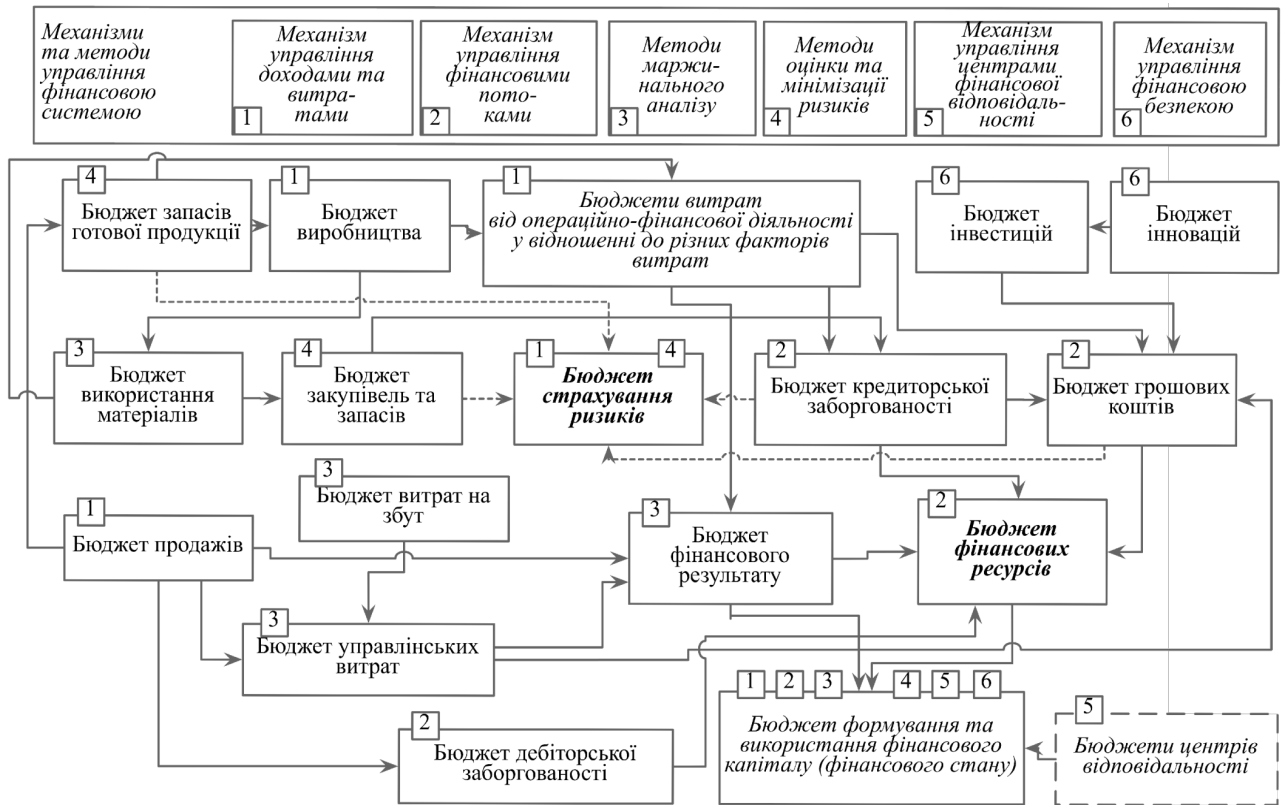 Механізми
та методи
управління
фінансовою
системою
Механізм
управління
доходами та
витра-
тами
1
Механізм
управління
фінансовими
пото-
ками
2
Методи
маржи-
нального
аналізу
3
Методи
оцінки та
мінімізації
ризиків
4
Механізм
управління
центрами
фінансової
відповідаль-
ності
5
Механізм
управління
фінансовою
безпекою
6
4
Бюджет запасів
готової продукції
1
Бюджет
виробництва
1
Бюджети витрат
від операційно-фінансової діяльності
у відношенні до різних факторів
витрат
6
Бюджет
інвестицій
6
Бюджет
інновацій
3
Бюджет
використання
матеріалів
4
Бюджет
закупівель та
запасів
1
4
Бюджет
страхування
ризиків
2
Бюджет кредиторської
заборгованості
2
Бюджет грошових
коштів
3
Бюджет витрат на
збут
1
Бюджет продажів
3
Бюджет
фінансового
результату
2
Бюджет
фінансових
ресурсів
3
Бюджет управлінських
витрат
2
Бюджет дебіторської
заборгованості
1 2 3 4 5 6
Бюджет формування та
використання фінансового
капіталу (фінансового стану)
5
Бюджети центрів
відповідальності